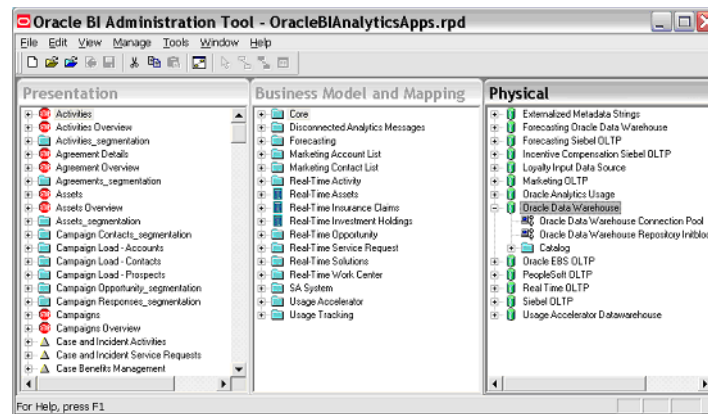 Oracle BI Administration Tool - OracleBIAnalyticsApps.rpd
File Edit View Manage Tools Window Help
Presentation
Activities
Activities Overview
Activities_segmentation
Agreement Details
Agreement Overview
Agreements_segmentation
Assets
Assets Overview
Assets_segmentation
Campaign Contacts_segmentation
Campaign Load - Accounts
Campaign Load - Contacts
Campaign Load - Prospects
Campaign Opportunity_segmentation
Campaign Responses_segmentation
Campaigns
Campaigns Overview
Case and Incident Activities
Case and Incident Service Requests
Case Benefits Management
Business Model and Mapping
Core
Disconnected Analytics Messages
Forecasting
Marketing Account List
Marketing Contact List
Real-Time Activity
Real-Time Assets
Real-Time Insurance Claims
Real-Time Investment Holdings
Real-Time Opportunity
Real-Time Service Request
Real-Time Solutions
Real-Time Work Center
SA System
Usage Accelerator
Usage Tracking
Physical
Externalized Metadata Strings
Forecasting Oracle Data Warehouse
Forecasting Siebel OLTP
Incentive Compensation Siebel OLTP
Loyalty Input Data Source
Marketing OLTP
Oracle Analytics Usage
Oracle Data Warehouse
Oracle Data Warehouse Connection Pool
Oracle Data Warehouse Repository Initbloc
Catalog
Oracle EBS OLTP
PeopleSoft OLTP
Real Time OLTP
Siebel OLTP
Usage Accelerator Datawarehouse
For Help, press F1